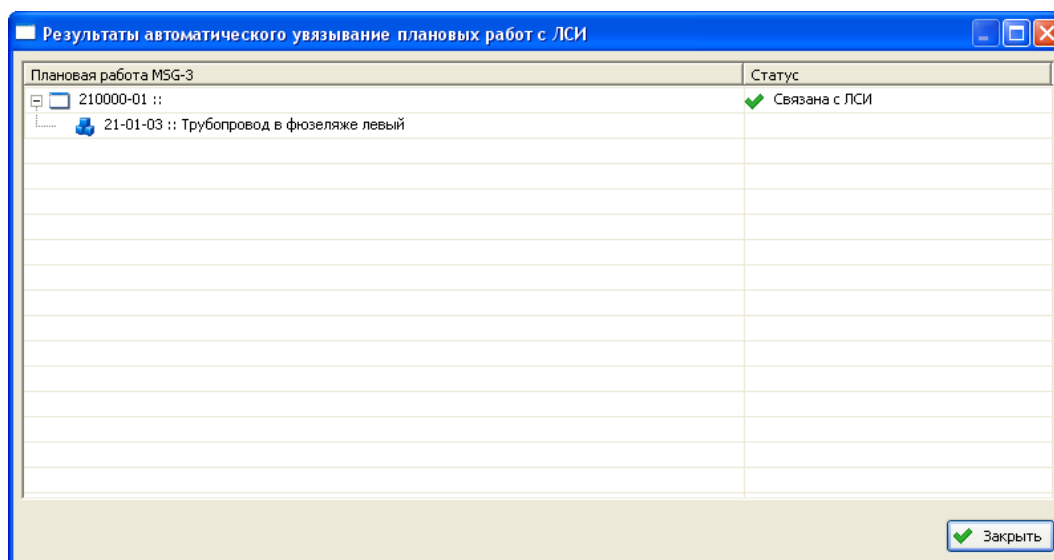 Результаты автоматического увязывание плановых работ с ЛСИ
Плановая работа MSG-3 Статус
210000-01 :: Связана с ЛСИ
21-01-03 :: Трубопровод в фюзеляже левый
Закрыть